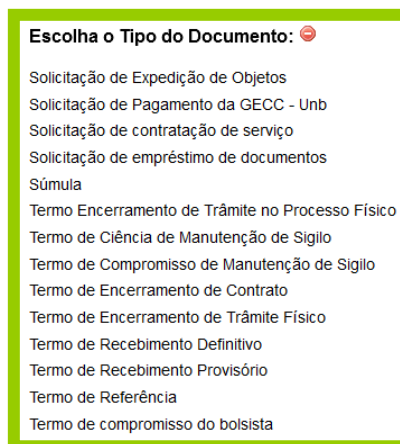 Escolha o Tipo do Documento:
Solicitação de Expedição de Objetos
Solicitação de Pagamento da GECC - Unb
Solicitação de contratação de serviço
Solicitação de empréstimo de documentos
Súmula
Termo Encerramento de Trâmite no Processo Físico
Termo de Ciência de Manutenção de Sigilo
Termo de Compromisso de Manutenção de Sigilo
Termo de Encerramento de Contrato
Termo de Encerramento de Trâmite Físico
Termo de Recebimento Definitivo
Termo de Recebimento Provisório
Termo de Referência
Termo de compromisso do bolsista